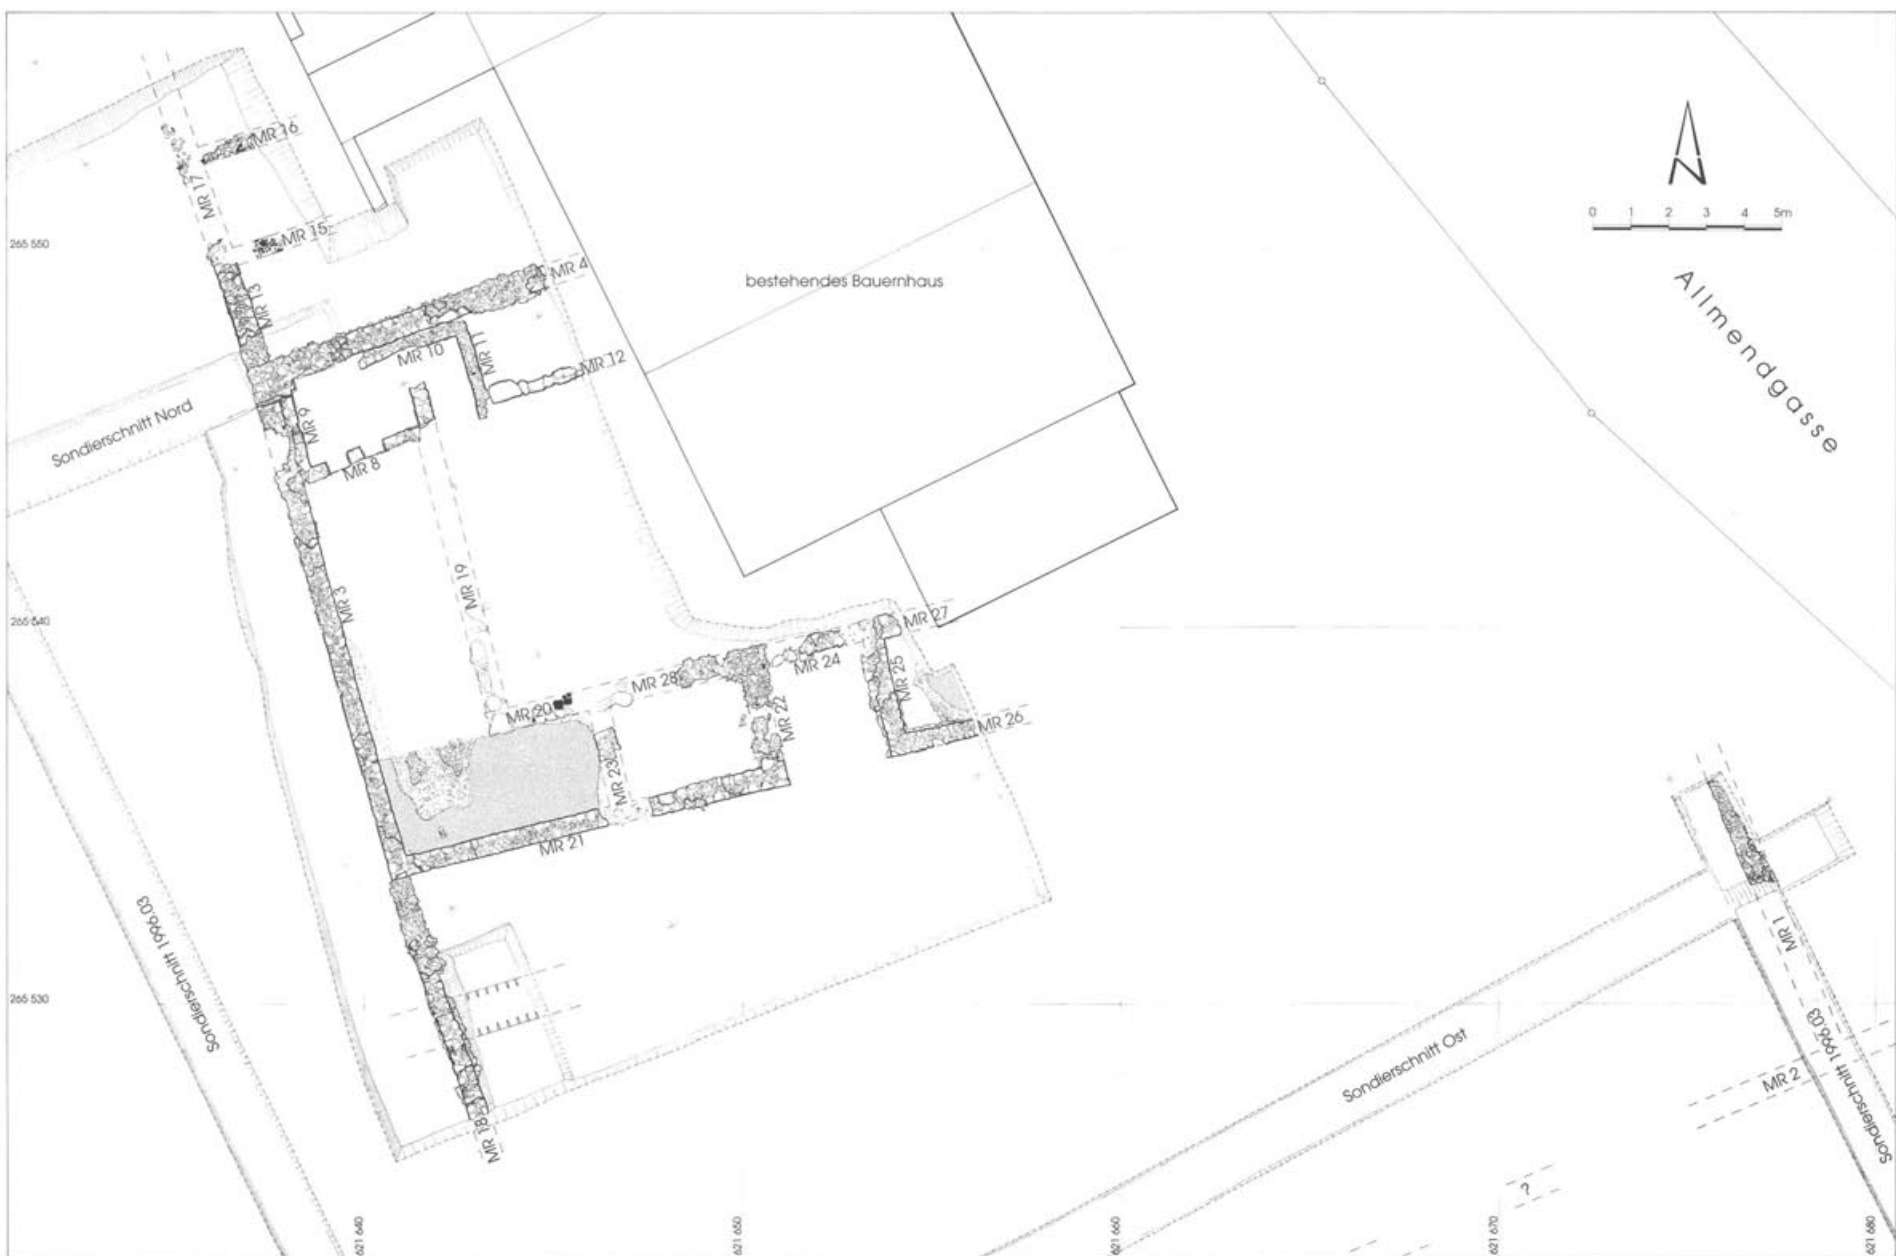 MR 16
MR 17
MR 15
265 550
MR 4
MR 13
bestehendes Bauernhaus
N
0 1 2 3 4 5m
Allmendgasse
MR 10
MR 11
MR 12
Sondierschnitt Nord
MR 9
MR 8
MR 19
MR 3
265 540
MR 27
MR 24
MR 25
MR 28
MR 20
MR 22
MR 26
MR 23
MR 21
Sondierschnitt 1996.03
MR 1
265 530
Sondierschnitt Ost
MR 2
Sondierschnitt 1996.03
MR 18
?
621 640
621 650
621 660
621 670
621 680